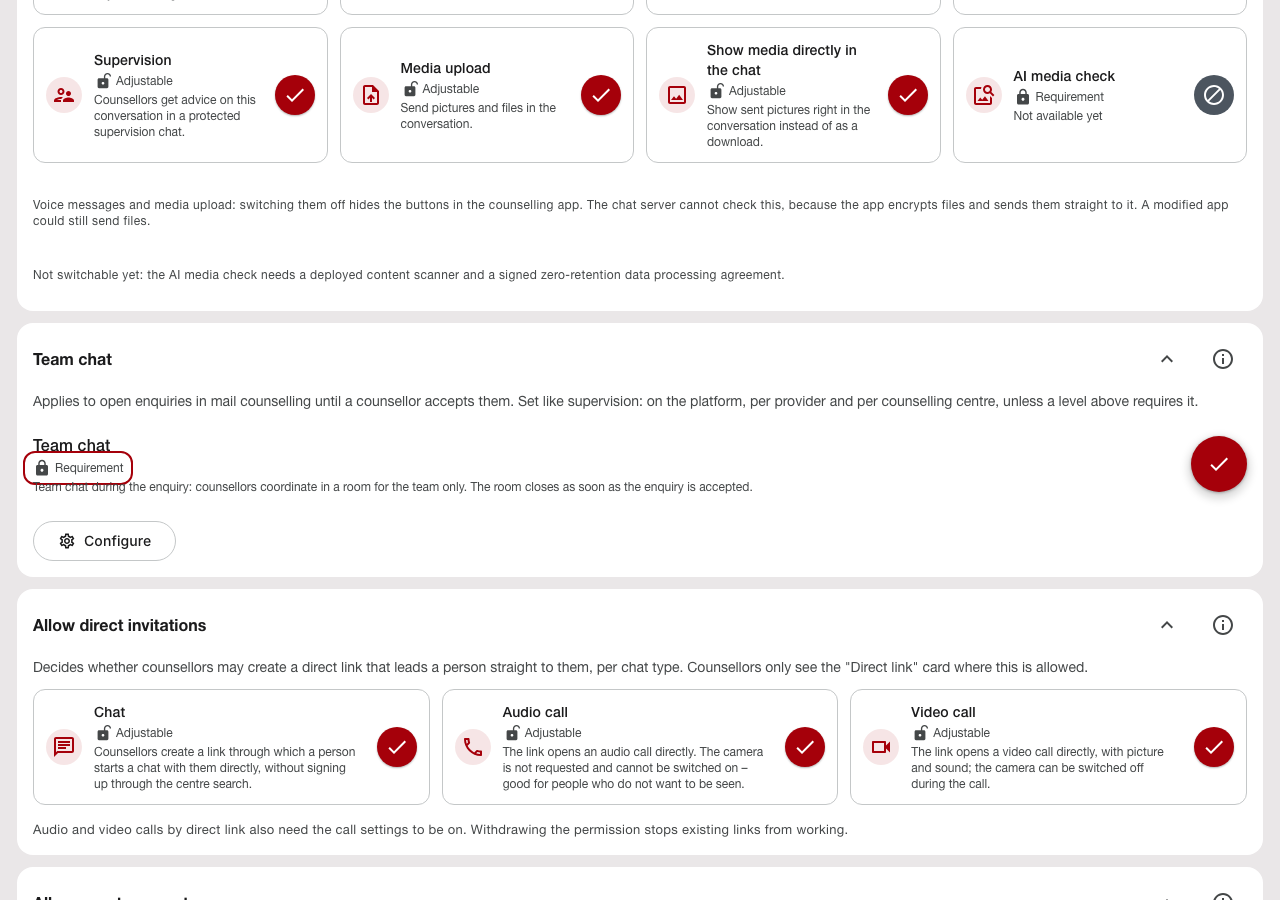 Supervision
Adjustable
Counsellors get advice on this
conversation in a protected
supervision chat.
Media upload
Adjustable
Send pictures and files in the
conversation.
Show media directly in
the chat
Adjustable
Show sent pictures right in the
conversation instead of as a
download.
AI media check
Requirement
Not available yet
Voice messages and media upload: switching them off hides the buttons in the counselling app. The chat server cannot check this, because the app encrypts files and sends them straight to it. A modified app
could still send files.
Not switchable yet: the AI media check needs a deployed content scanner and a signed zero-retention data processing agreement.
Team chat
Applies to open enquiries in mail counselling until a counsellor accepts them. Set like supervision: on the platform, per provider and per counselling centre, unless a level above requires it.
Team chat
Requirement
Team chat during the enquiry: counsellors coordinate in a room for the team only. The room closes as soon as the enquiry is accepted.
Configure
Allow direct invitations
Decides whether counsellors may create a direct link that leads a person straight to them, per chat type. Counsellors only see the "Direct link" card where this is allowed.
Chat
Adjustable
Counsellors create a link through which a person
starts a chat with them directly, without signing
up through the centre search.
Audio call
Adjustable
The link opens an audio call directly. The camera
is not requested and cannot be switched on –
good for people who do not want to be seen.
Video call
Adjustable
The link opens a video call directly, with picture
and sound; the camera can be switched off
during the call.
Audio and video calls by direct link also need the call settings to be on. Withdrawing the permission stops existing links from working.